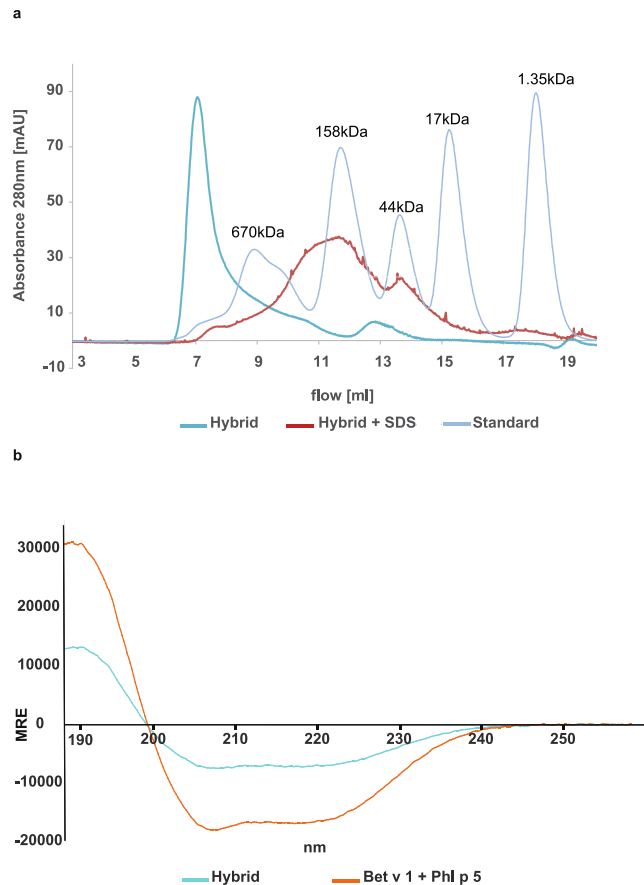 a
Absorbance 280nm [mAU]
90
70
50
30
10
-10
670kDa
158kDa
44kDa
17kDa
1.35kDa
3 5 7 9 11 13 15 17 19
flow [ml]
Hybrid Hybrid + SDS Standard
b
MRE
30000
20000
10000
0
-10000
-20000
190 200 210 220 230 240 250
nm
Hybrid Bet v 1 + Phl p 5